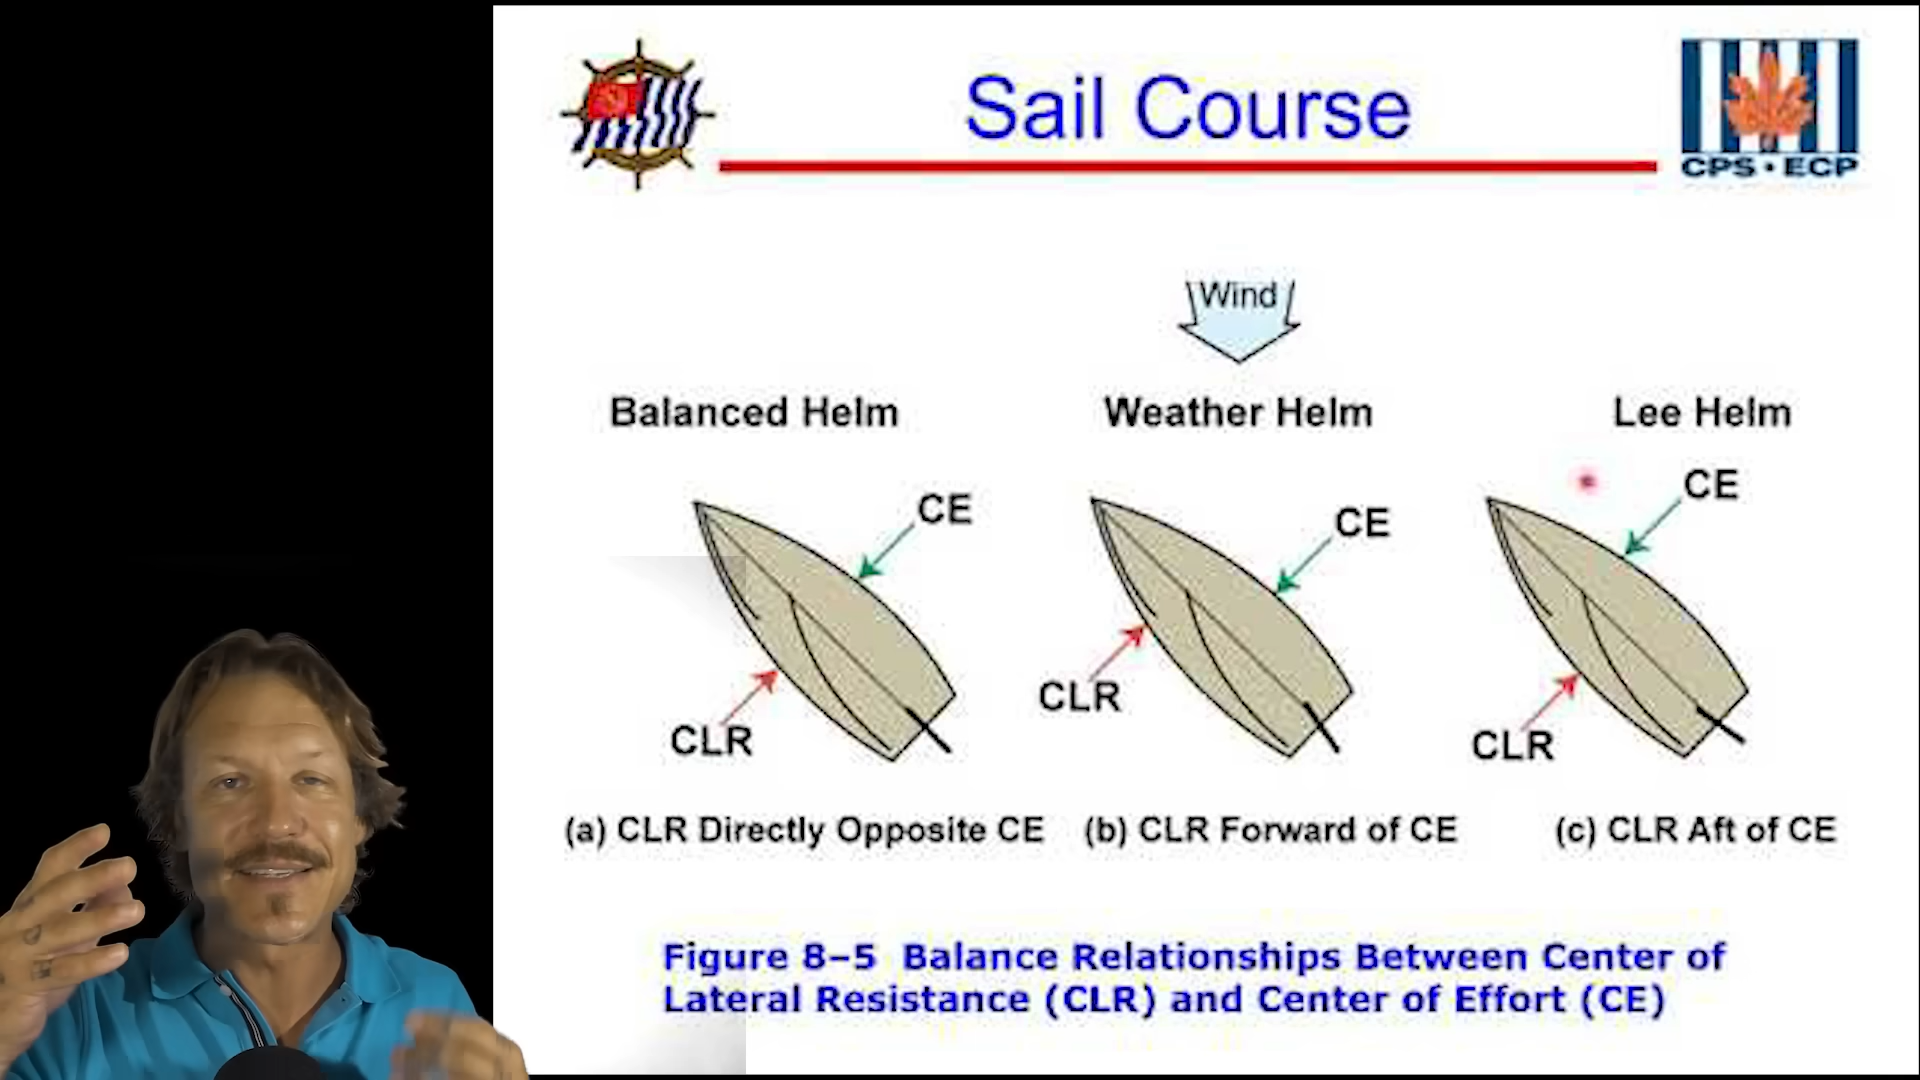 Sail Course
CPS • ECP
Wind
Balanced Helm
Weather Helm
Lee Helm
CE
CE
CE
CLR
CLR
CLR
(a) CLR Directly Opposite CE
(b) CLR Forward of CE
(c) CLR Aft of CE
Figure 8–5 Balance Relationships Between Center of
Lateral Resistance (CLR) and Center of Effort (CE)